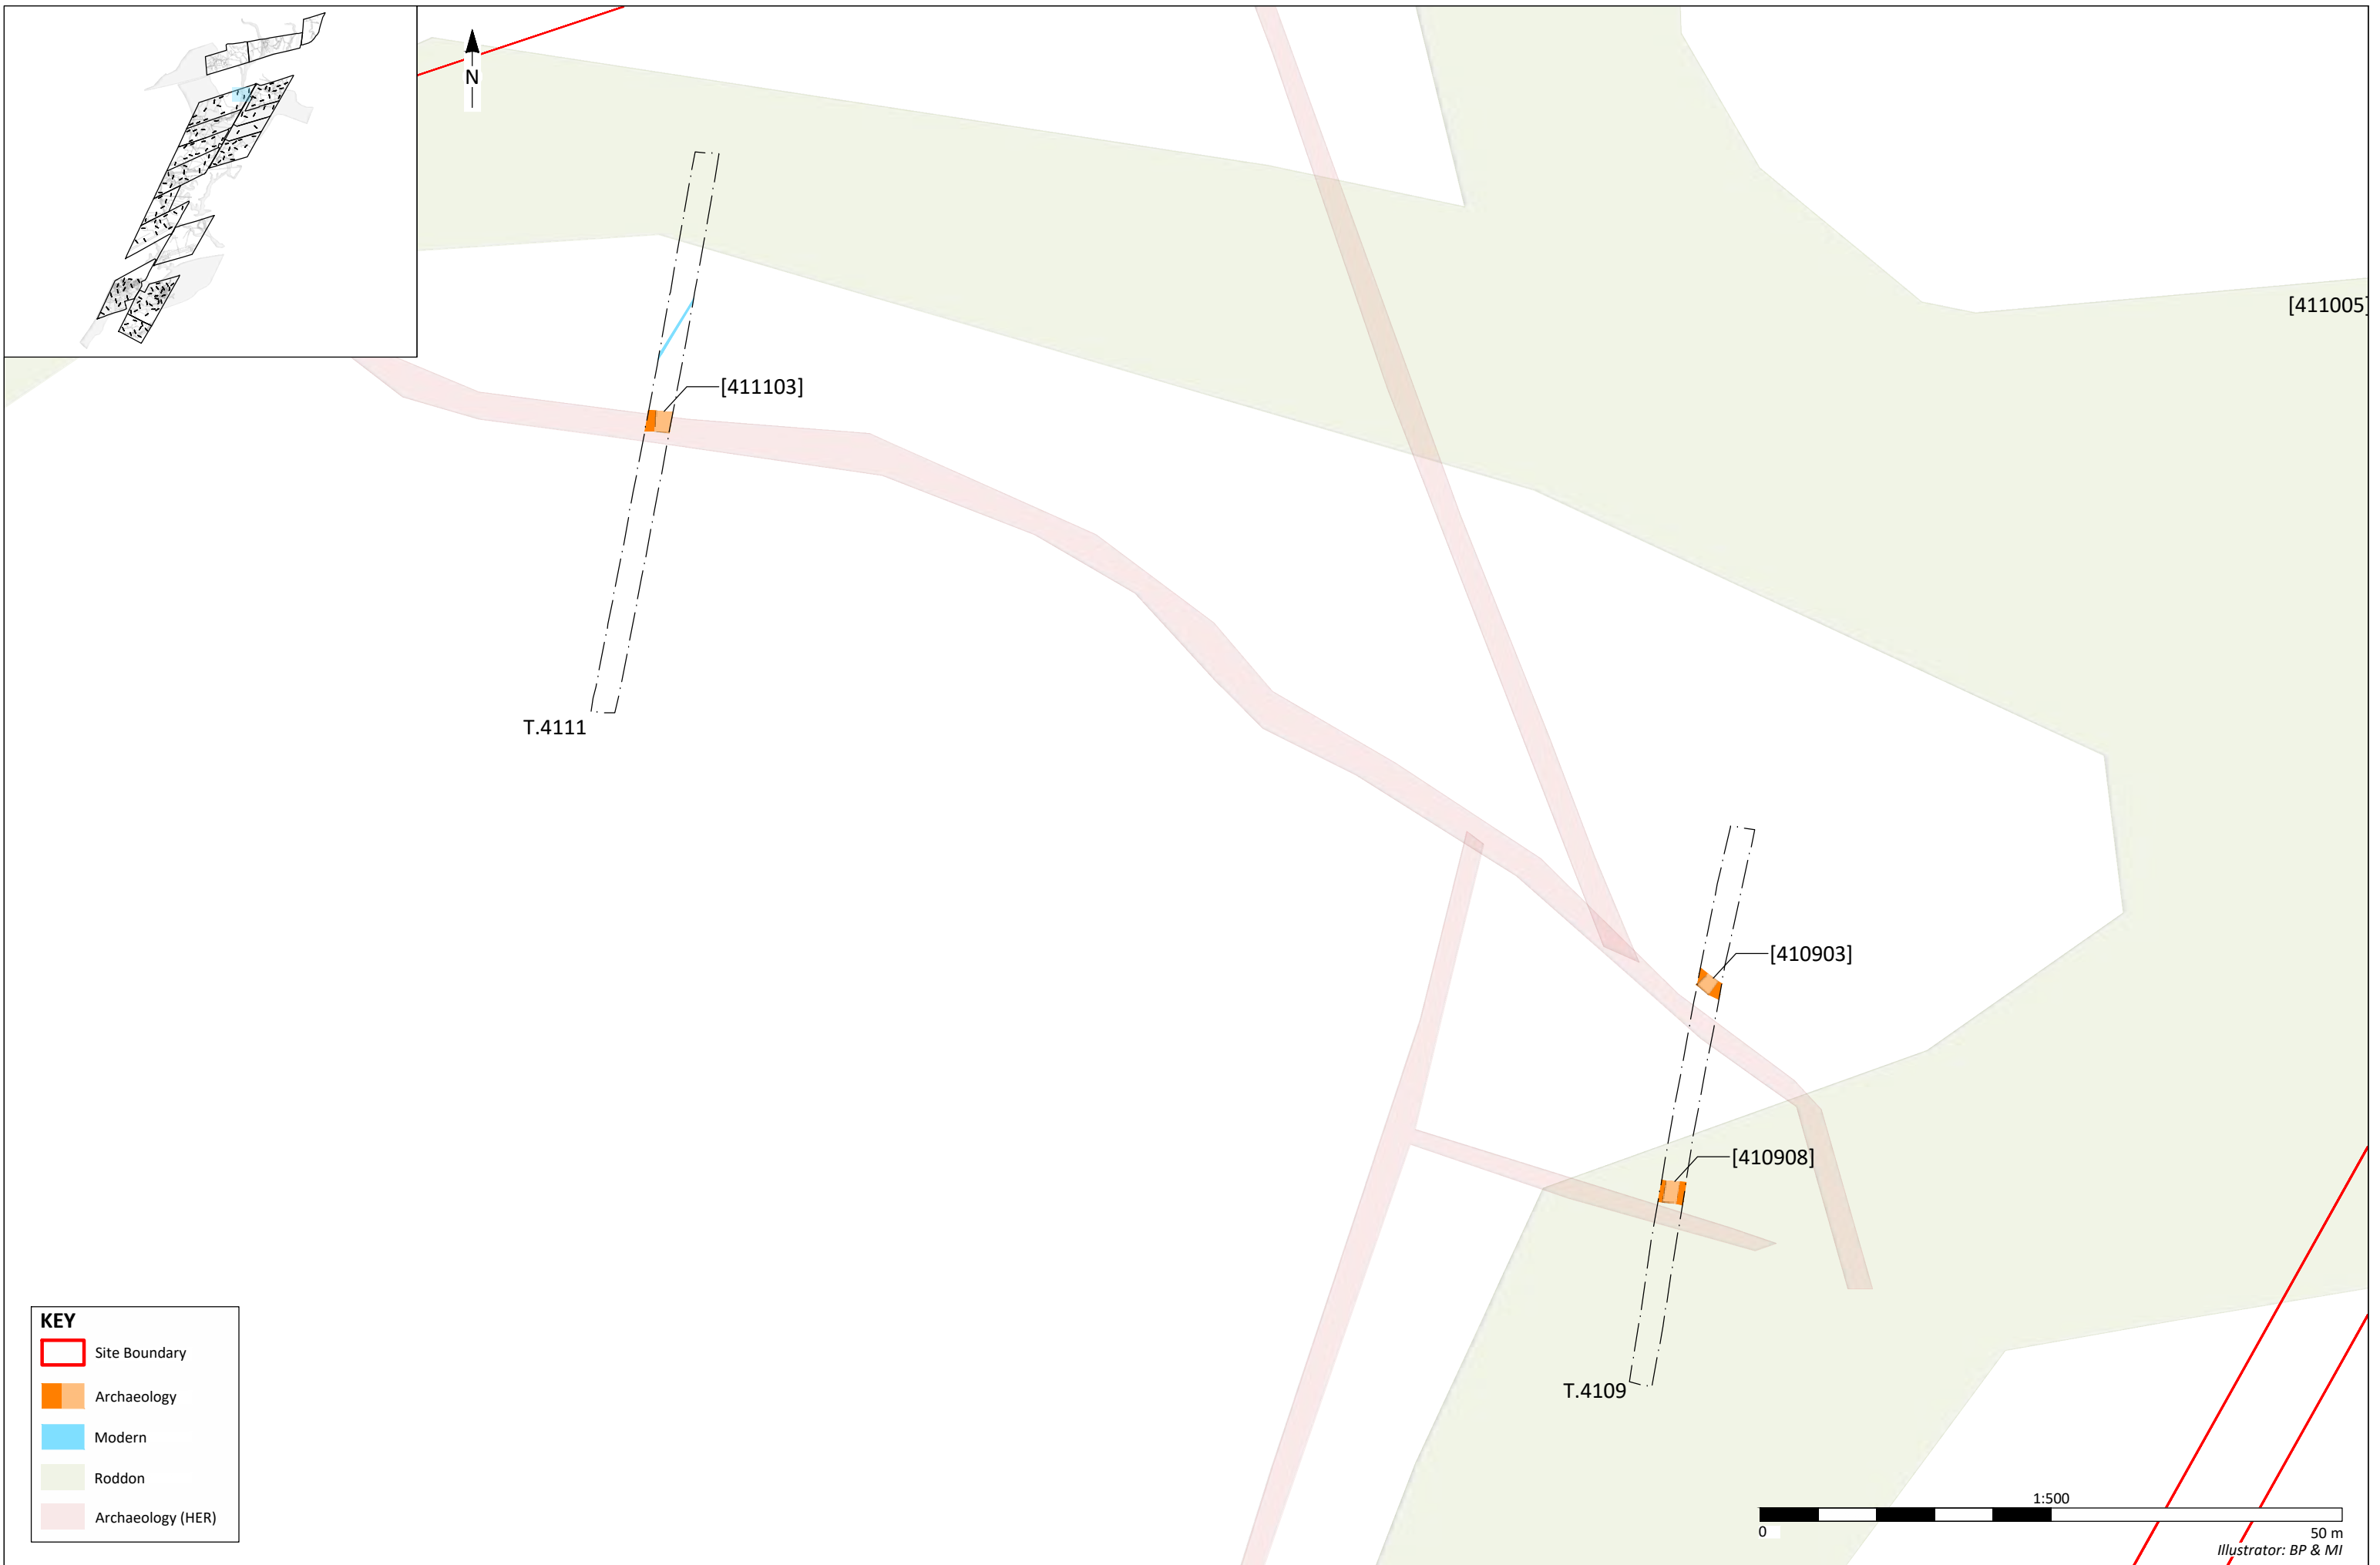 N
[411005]
[411103]
T.4111
[410903]
[410908]
T.4109
KEY
Site Boundary
Archaeology
Modern
Roddon
Archaeology (HER)
1:500
0
50 m
Illustrator: BP & MI